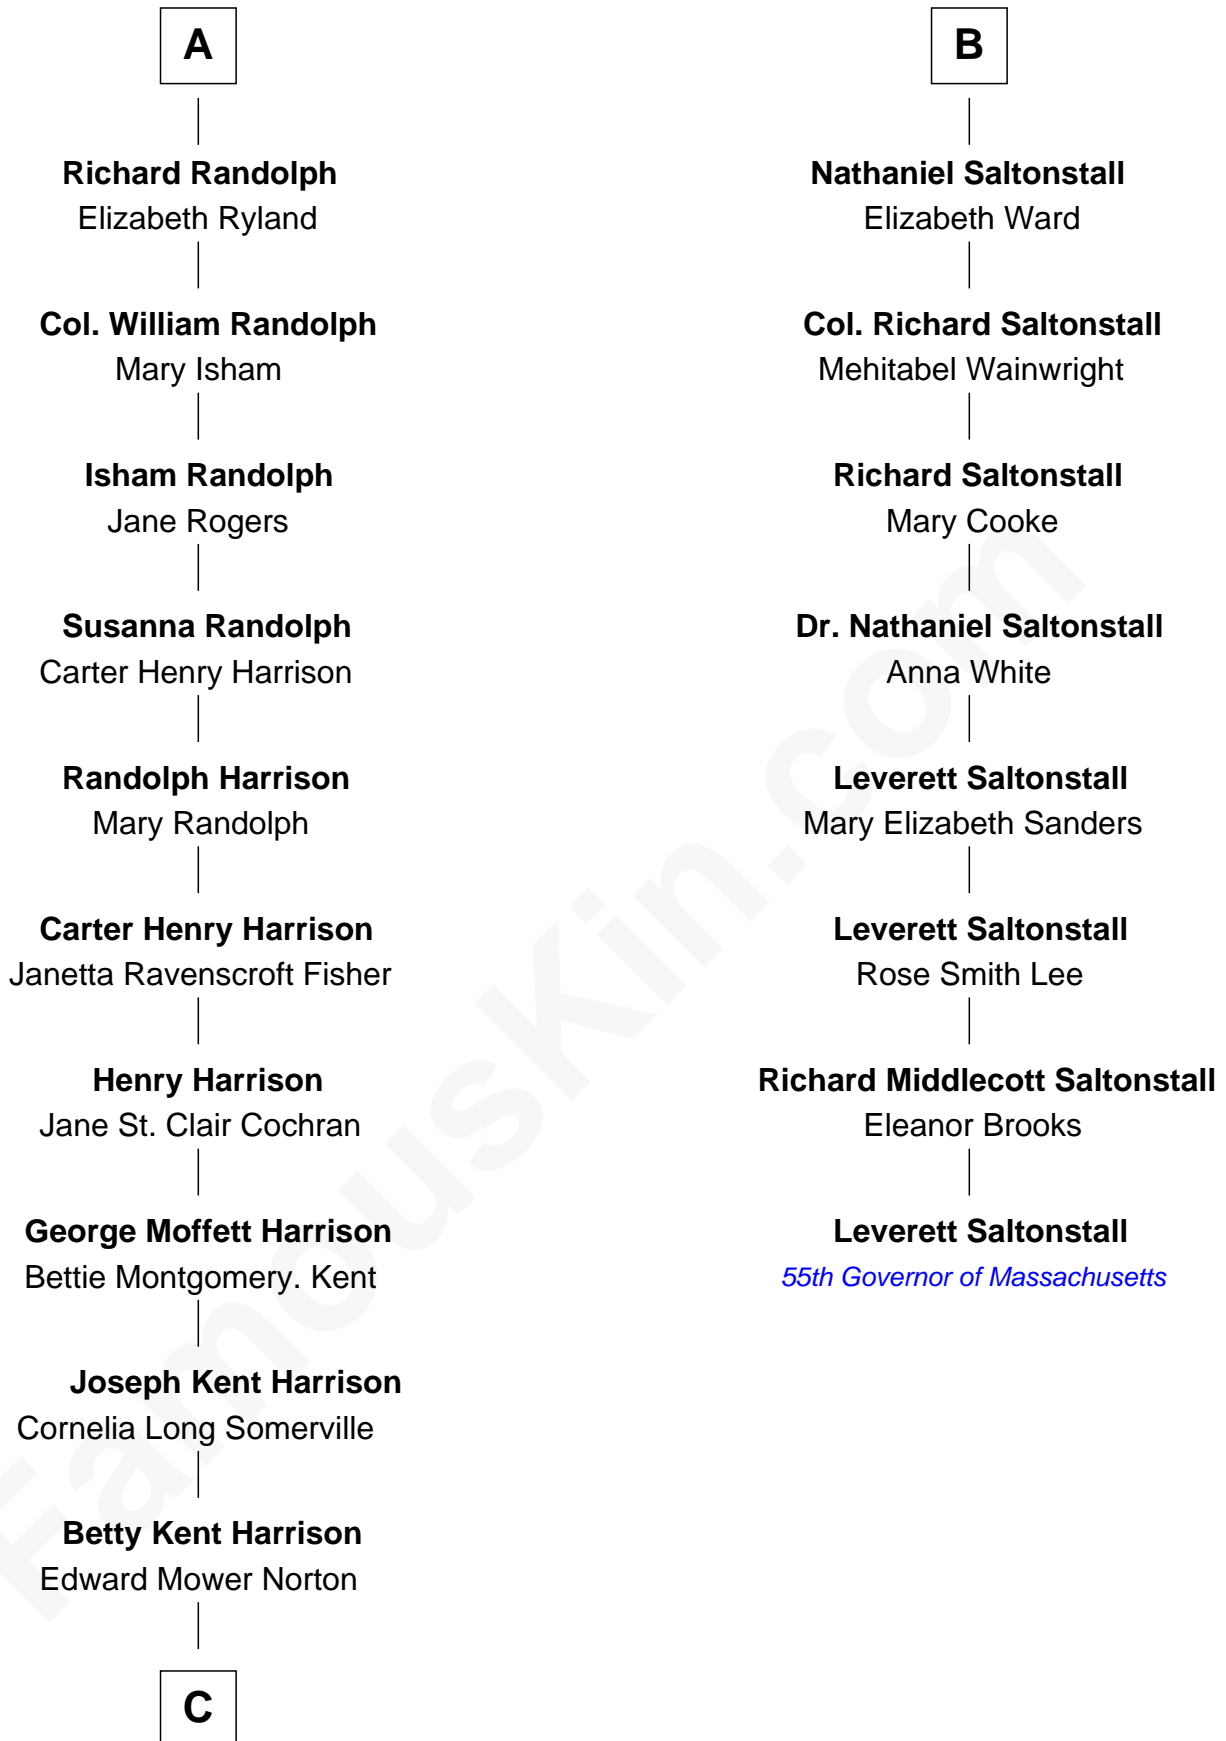 A
Richard Randolph
Elizabeth Ryland
Col. William Randolph
Mary Isham
Isham Randolph
Jane Rogers
Susanna Randolph
Carter Henry Harrison
Randolph Harrison
Mary Randolph
Carter Henry Harrison
Janetta Ravenscroft Fisher
Henry Harrison
Jane St. Clair Cochran
George Moffett Harrison
Bettie Montgomery. Kent
Joseph Kent Harrison
Cornelia Long Somerville
Betty Kent Harrison
Edward Mower Norton
C
B
Nathaniel Saltonstall
Elizabeth Ward
Col. Richard Saltonstall
Mehitabel Wainwright
Richard Saltonstall
Mary Cooke
Dr. Nathaniel Saltonstall
Anna White
Leverett Saltonstall
Mary Elizabeth Sanders
Leverett Saltonstall
Rose Smith Lee
Richard Middlecott Saltonstall
Eleanor Brooks
Leverett Saltonstall
55th Governor of Massachusetts
FamousKin.com